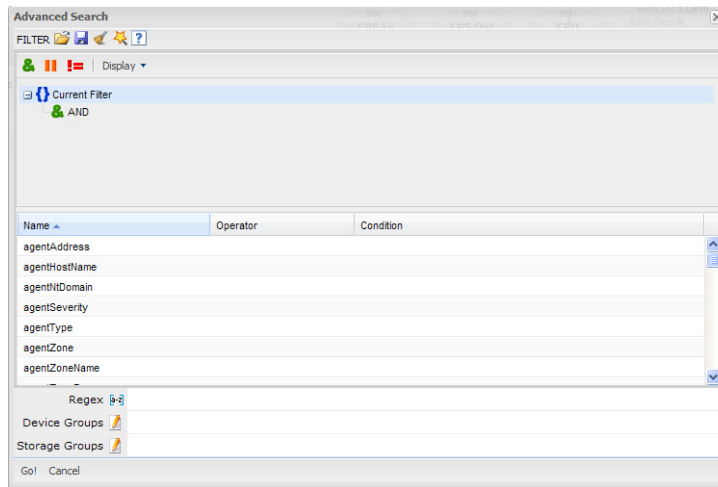 Advanced Search
FILTER ?
& != Display
{} Current Filter
& AND
Name Operator Condition
agentAddress
agentHostName
agentNtDomain
agentSeverity
agentType
agentZone
agentZoneName
Regex [a-z]
Device Groups
Storage Groups
Go! Cancel